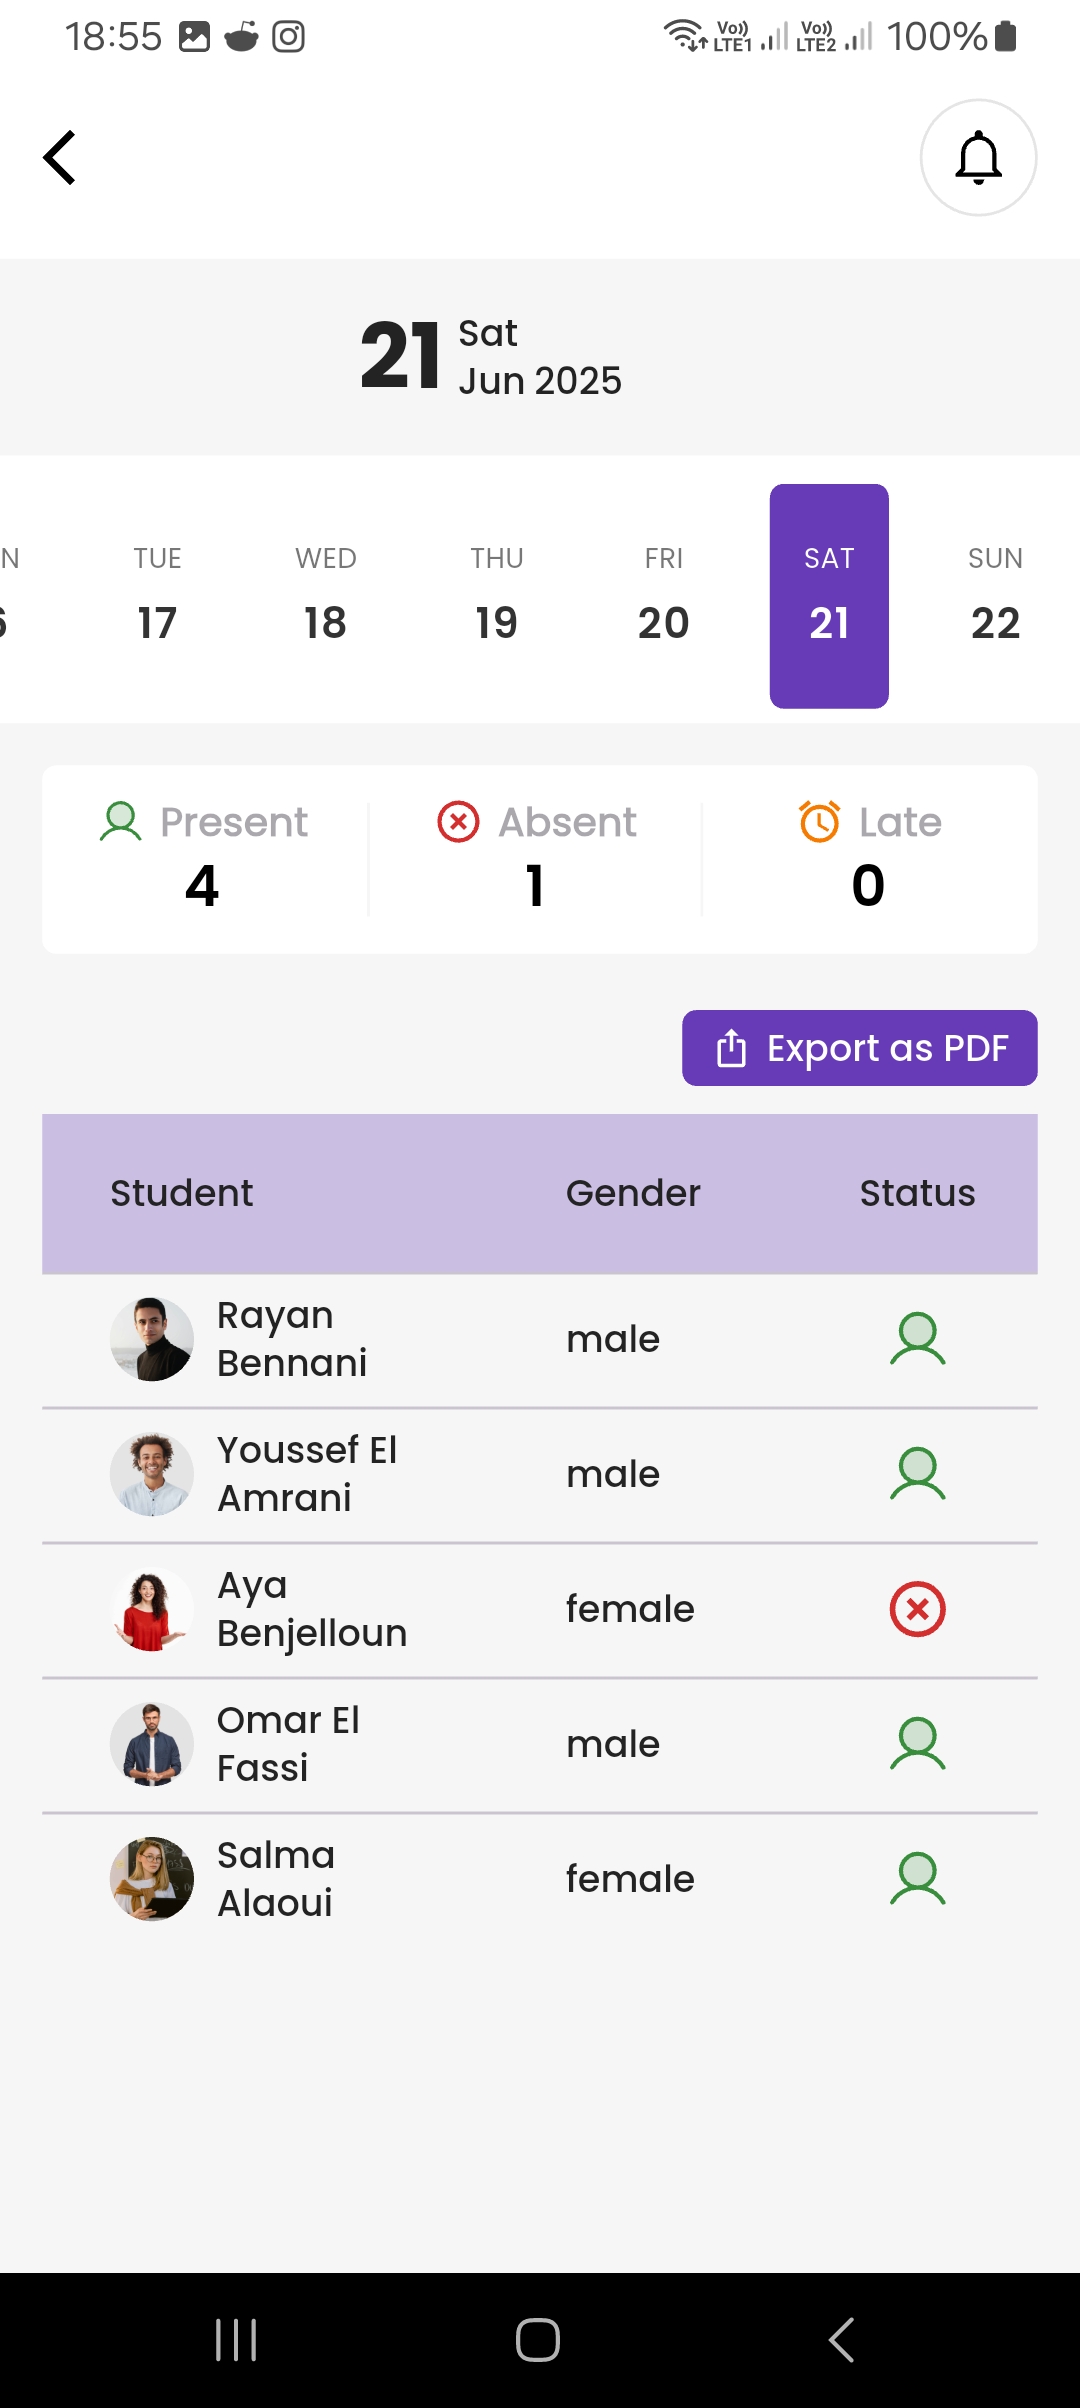 18:55
Vo)) LTE1 Vo)) LTE2 100%
21 Sat
Jun 2025
N TUE WED THU FRI SAT SUN
6 17 18 19 20 21 22
Present Absent Late
4 1 0
Export as PDF
Student Gender Status
Rayan
Bennani
male
Youssef El
Amrani
male
Aya
Benjelloun
female
Omar El
Fassi
male
Salma
Alaoui
female